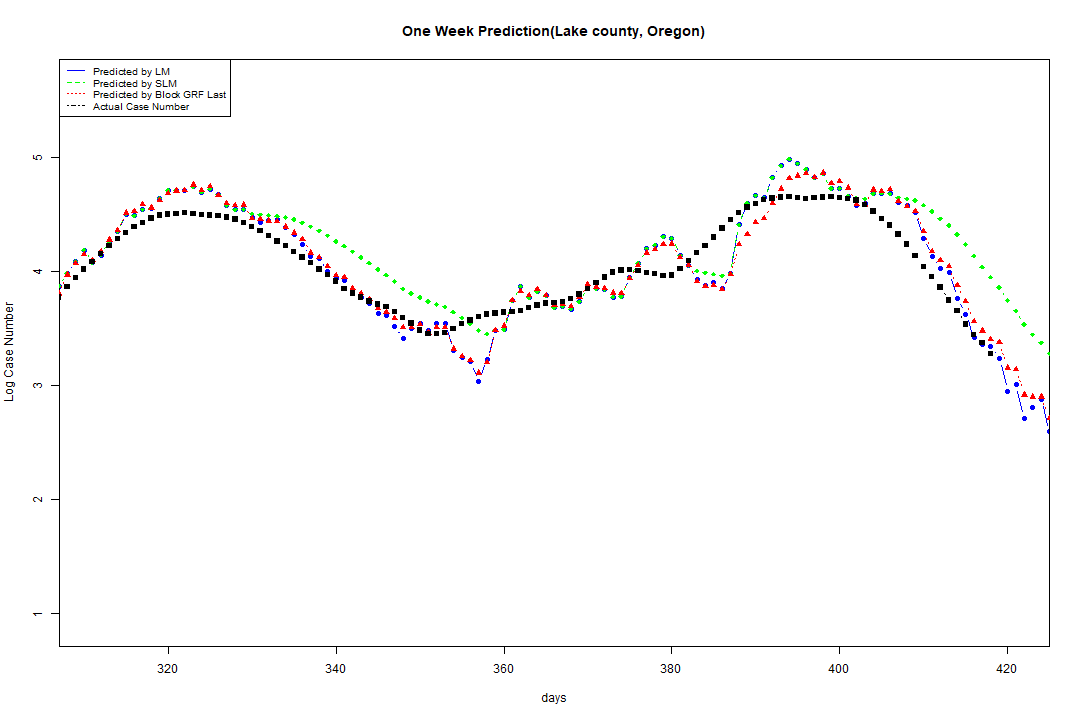 One Week Prediction(Lake county, Oregon)
Predicted by LM
Predicted by SLM
Predicted by Block GRF Last
Actual Case Number
5
4
3
2
1
Log Case Number
320 340 360 380 400 420
days